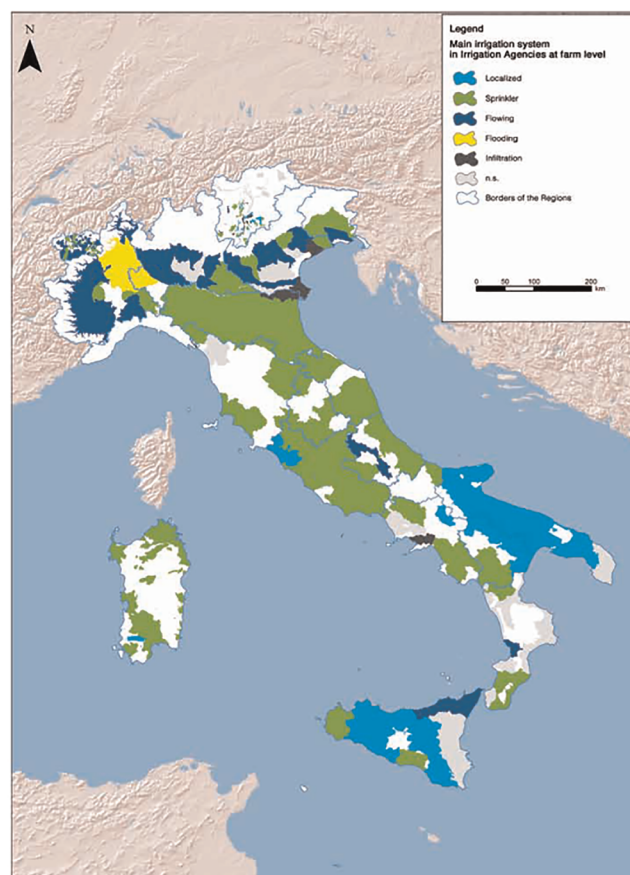 N
Legend
Main irrigation system
in Irrigation Agencies at farm level
Localized
Sprinkler
Flowing
Flooding
Infiltration
n.s.
Borders of the Regions
0 50 100 200
km